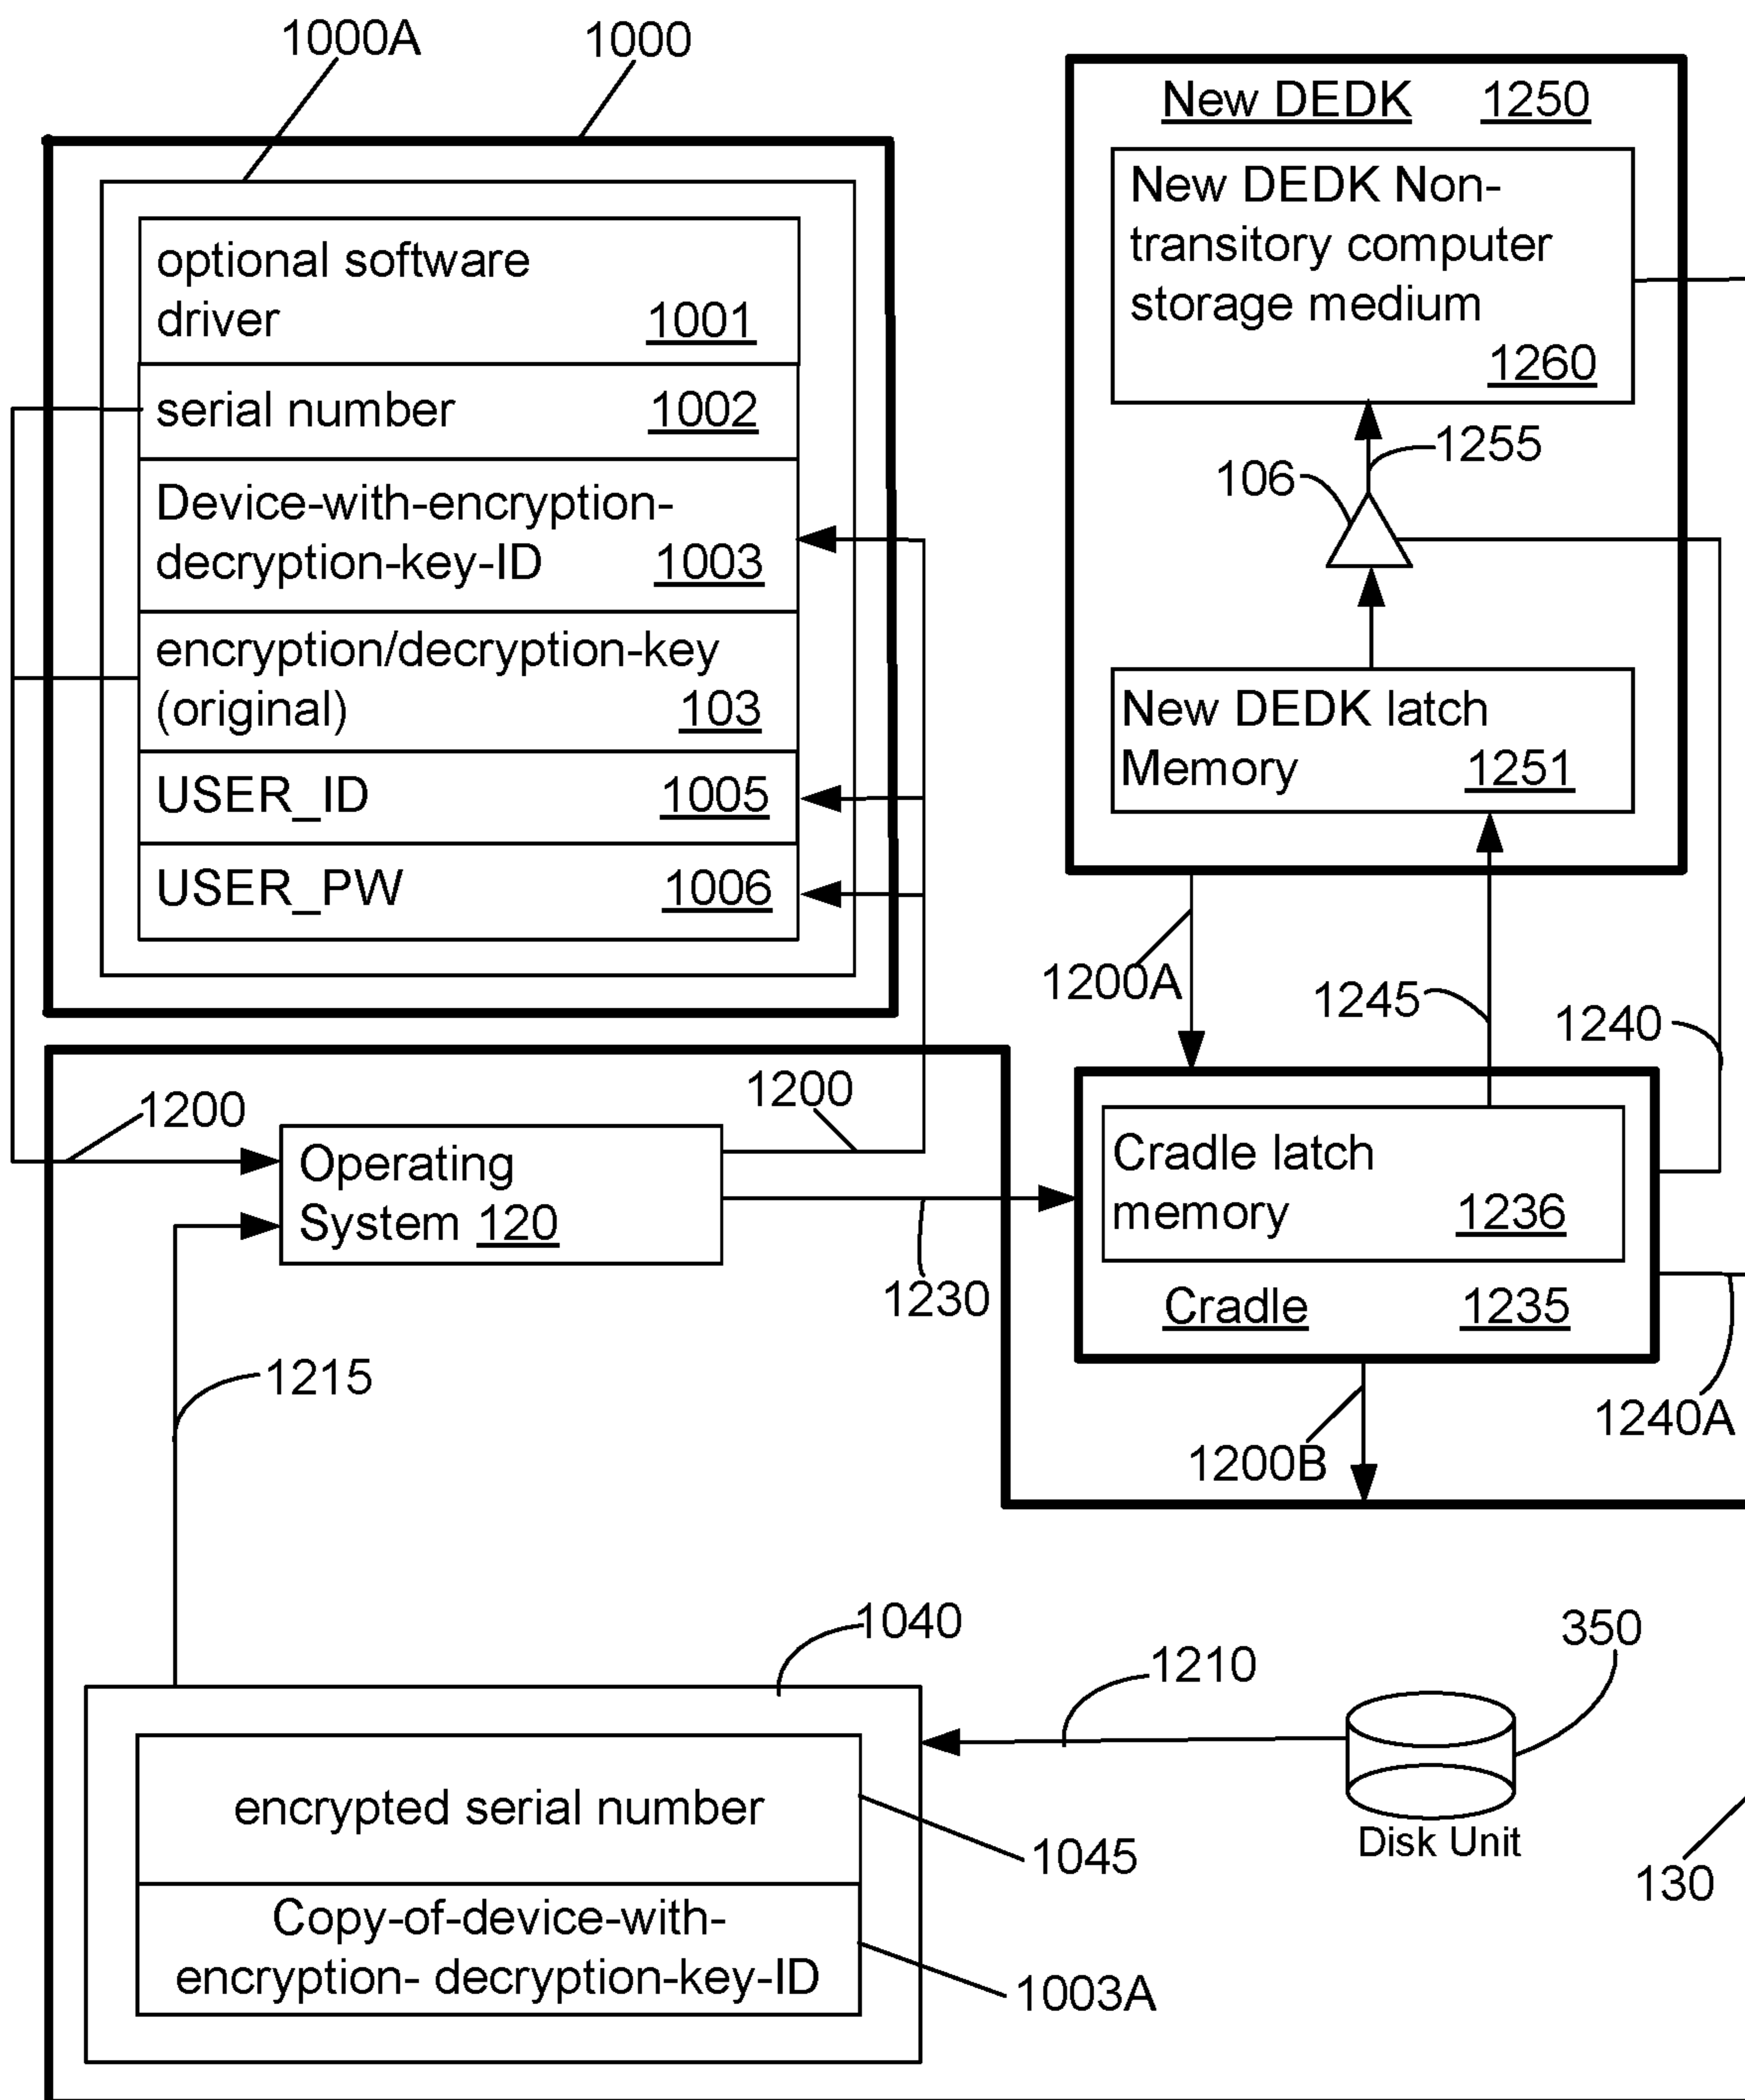 1000A
1000
optional software
driver 1001
serial number 1002
Device-with-encryption-
decryption-key-ID 1003
encryption/decryption-key
(original) 103
USER_ID 1005
USER_PW 1006
New DEDK 1250
New DEDK Non-
transitory computer
storage medium
1260
1255
106
New DEDK latch
Memory 1251
1200A
1245
1240
1200
1200
Operating
System 120
1230
Cradle latch
memory 1236
Cradle 1235
1215
1200B
1240A
1040
1210
350
encrypted serial number
1045
Disk Unit
130
Copy-of-device-with-
encryption- decryption-key-ID
1003A